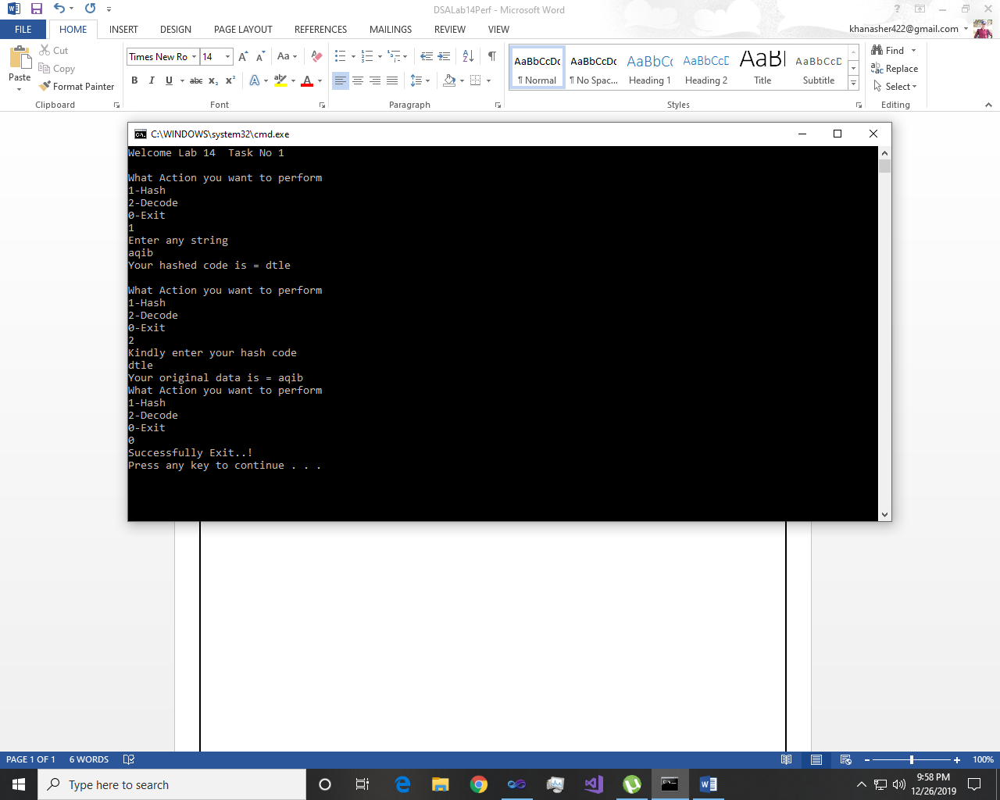 DSALab14Perf - Microsoft Word
FILE HOME INSERT DESIGN PAGE LAYOUT REFERENCES MAILINGS REVIEW VIEW khanasher422@gmail.com
Paste
Cut
Copy
Format Painter
Clipboard
Times New Ro 14
Font
Paragraph
AaBbCcDc AaBbCcDc AaBbCc AaBbCcD AaB AaBbCcD
¶ Normal ¶ No Spac... Heading 1 Heading 2 Title Subtitle
Styles
Find
Replace
Select
Editing
C:\WINDOWS\system32\cmd.exe
Welcome Lab 14  Task No 1
What Action you want to perform
1-Hash
2-Decode
0-Exit
1
Enter any string
aqib
Your hashed code is = dtle
What Action you want to perform
1-Hash
2-Decode
0-Exit
2
Kindly enter your hash code
dtle
Your original data is = aqib
What Action you want to perform
1-Hash
2-Decode
0-Exit
0
Successfully Exit..!
Press any key to continue . . .
PAGE 1 OF 1 6 WORDS 100%
Type here to search
9:58 PM
12/26/2019